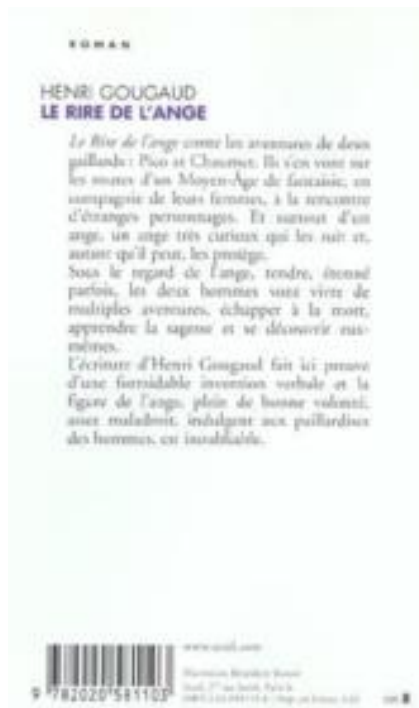 ROMAN
HENRI GOUGAUD
LE RIRE DE L'ANGE
Le Rire de l'ange conte les aventures de deux
gaillards : Pico et Chaumet. Ils s'en vont sur
les routes d'un Moyen-Âge de fantaisie, en
compagnie de leurs femmes, à la rencontre
d'étranges personnages. Et surtout d'un
ange, un ange très curieux qui les suit et,
autant qu'il peut, les protège.
Sous le regard de l'ange, tendre, étonné
parfois, les deux hommes vont vivre de
multiples aventures, échapper à la mort,
apprendre la sagesse et se découvrir eux-
mêmes.
L'écriture d'Henri Gougaud fait ici preuve
d'une formidable invention verbale et la
figure de l'ange, plein de bonne volonté,
assez maladroit, indulgent aux paillardises
des hommes, est inoubliable.
www.seuil.com
9 782020 581103